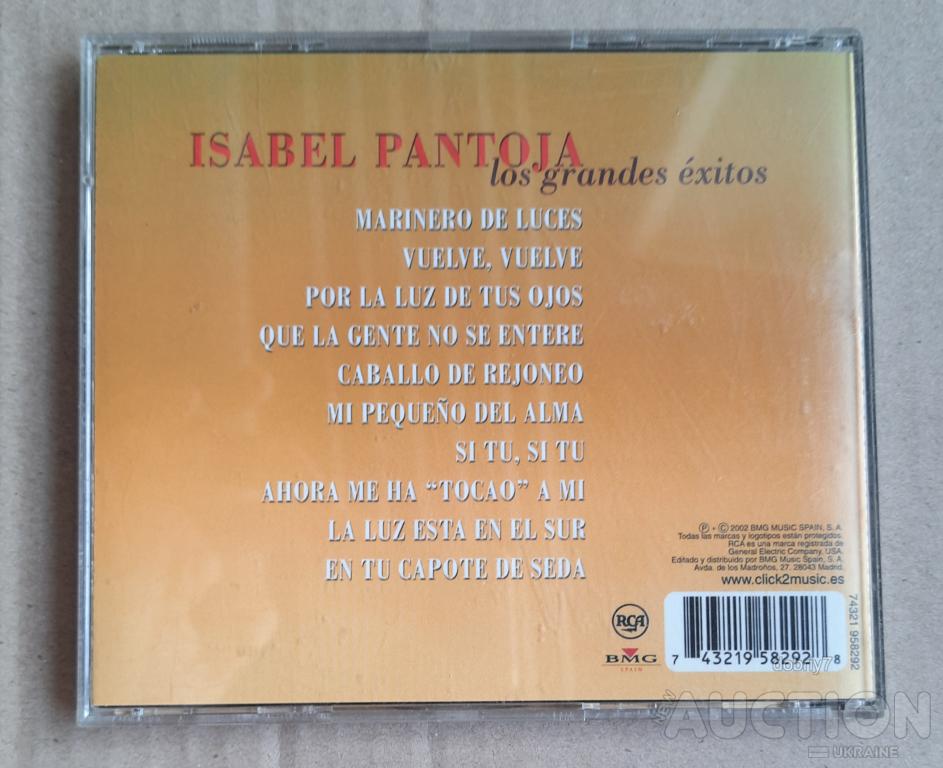 ISABEL PANTOJA
los grandes éxitos
MARINERO DE LUCES
VUELVE, VUELVE
POR LA LUZ DE TUS OJOS
QUE LA GENTE NO SE ENTERE
CABALLO DE REJONEO
MI PEQUEÑO DEL ALMA
SI TU, SI TU
AHORA ME HA “TOCAO” A MI
LA LUZ ESTA EN EL SUR
EN TU CAPOTE DE SEDA
Ⓟ + © 2002 BMG MUSIC SPAIN, S. A.
Todas las marcas y logotipos están protegidos.
RCA es una marca registrada de
General Electric Company, USA.
Editado y distribuido por BMG Music Spain, S. A.
Avda. de los Madroños, 27. 28043 Madrid.
www.click2music.es
74321 958292
RCA
BMG
SPAIN
7 43219 58292 8
dobny7
NEW
AUCTION
UKRAINE